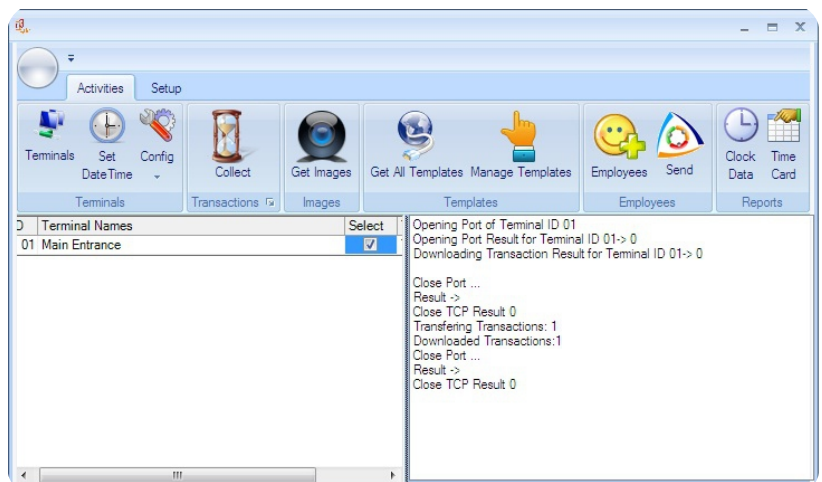 Activities Setup
Terminals Set DateTime Config Collect Get Images Get All Templates Manage Templates Employees Send Clock Data Time Card
Terminals Transactions Images Templates Employees Reports
Terminal Names Select
01 Main Entrance
Opening Port of Terminal ID 01
Opening Port Result for Terminal ID 01-> 0
Downloading Transaction Result for Terminal ID 01-> 0
Close Port ...
Result ->
Close TCP Result 0
Transfering Transactions: 1
Downloaded Transactions:1
Close Port ...
Result ->
Close TCP Result 0